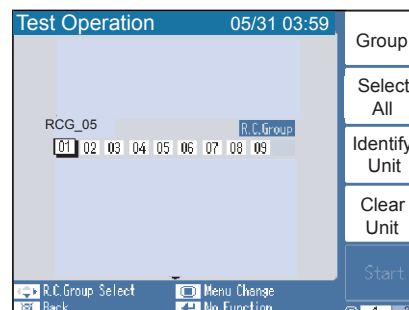 Test Operation 05/31 03:59
Group
Select
All
RCG_05
R.C.Group
01 02 03 04 05 06 07 08 09
Identify
Unit
Clear
Unit
Start
R.C.Group Select Menu Change
Back No Function